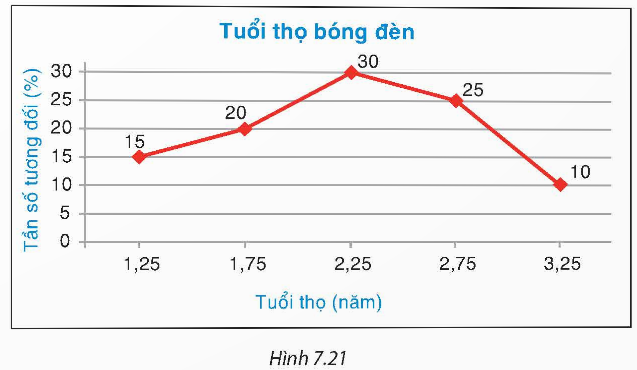 Tuổi thọ bóng đèn
Tần số tương đối (%)
30
25
20
15
10
5
0
15
20
30
25
10
1,25 1,75 2,25 2,75 3,25
Tuổi thọ (năm)
Hình 7.21